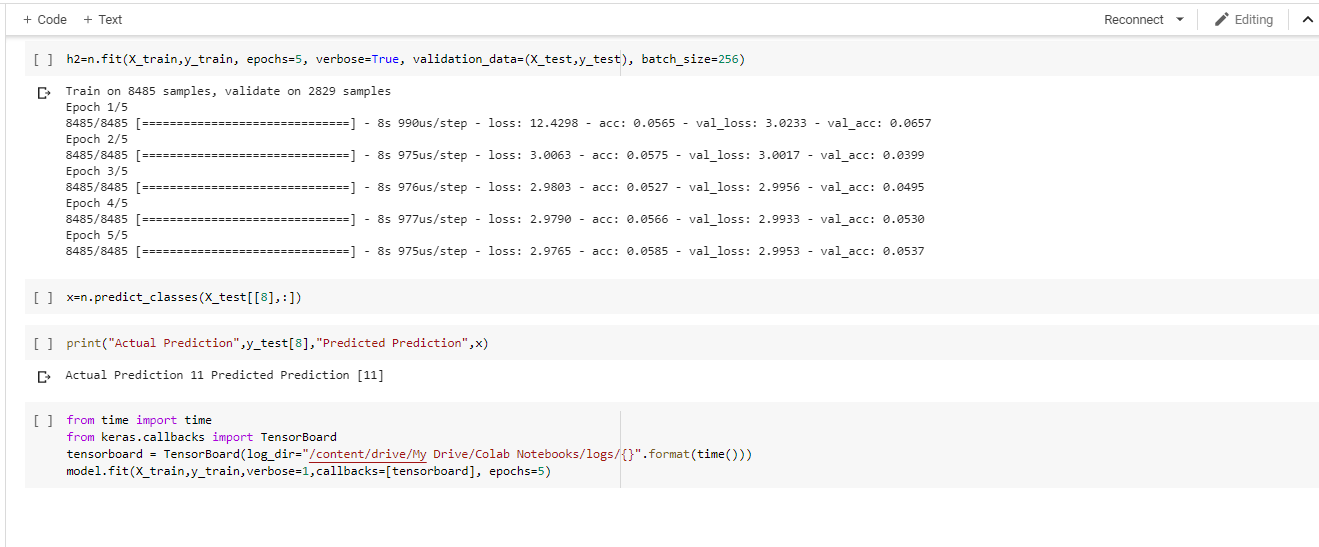 + Code + Text Reconnect Editing
[ ] h2=n.fit(X_train,y_train, epochs=5, verbose=True, validation_data=(X_test,y_test), batch_size=256)
Train on 8485 samples, validate on 2829 samples
Epoch 1/5
8485/8485 [==============================] - 8s 990us/step - loss: 12.4298 - acc: 0.0565 - val_loss: 3.0233 - val_acc: 0.0657
Epoch 2/5
8485/8485 [==============================] - 8s 975us/step - loss: 3.0063 - acc: 0.0575 - val_loss: 3.0017 - val_acc: 0.0399
Epoch 3/5
8485/8485 [==============================] - 8s 976us/step - loss: 2.9803 - acc: 0.0527 - val_loss: 2.9956 - val_acc: 0.0495
Epoch 4/5
8485/8485 [==============================] - 8s 977us/step - loss: 2.9790 - acc: 0.0566 - val_loss: 2.9933 - val_acc: 0.0530
Epoch 5/5
8485/8485 [==============================] - 8s 975us/step - loss: 2.9765 - acc: 0.0585 - val_loss: 2.9953 - val_acc: 0.0537
[ ] x=n.predict_classes(X_test[[8],:])
[ ] print("Actual Prediction",y_test[8],"Predicted Prediction",x)
Actual Prediction 11 Predicted Prediction [11]
[ ] from time import time
from keras.callbacks import TensorBoard
tensorboard = TensorBoard(log_dir="/content/drive/My Drive/Colab Notebooks/logs/{}".format(time()))
model.fit(X_train,y_train,verbose=1,callbacks=[tensorboard], epochs=5)